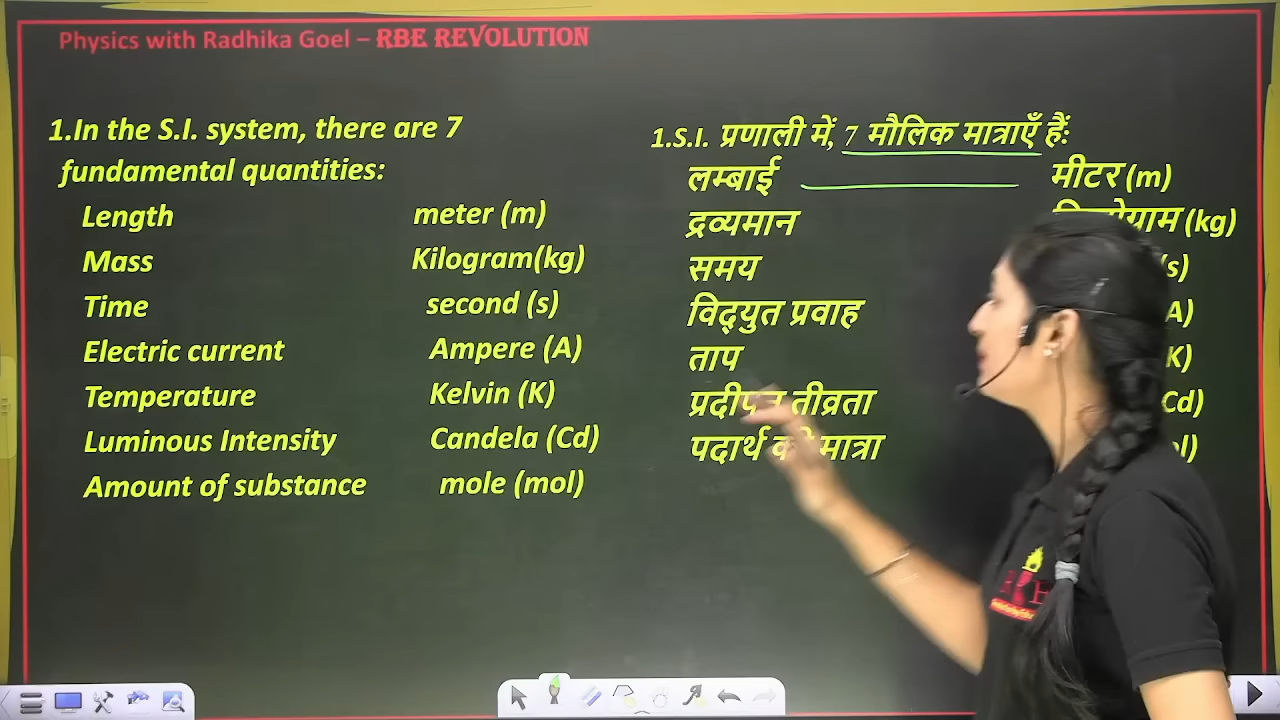 Physics with Radhika Goel – RBE REVOLUTION
1.In the S.I. system, there are 7
fundamental quantities:
Length meter (m)
Mass Kilogram(kg)
Time second (s)
Electric current Ampere (A)
Temperature Kelvin (K)
Luminous Intensity Candela (Cd)
Amount of substance mole (mol)
1.S.I. प्रणाली में, 7 मौलिक मात्राएँ हैं:
लम्बाई मीटर (m)
द्रव्यमान (kg)
समय
विद्युत प्रवाह
ताप
तीव्रता
पदार्थ मात्रा